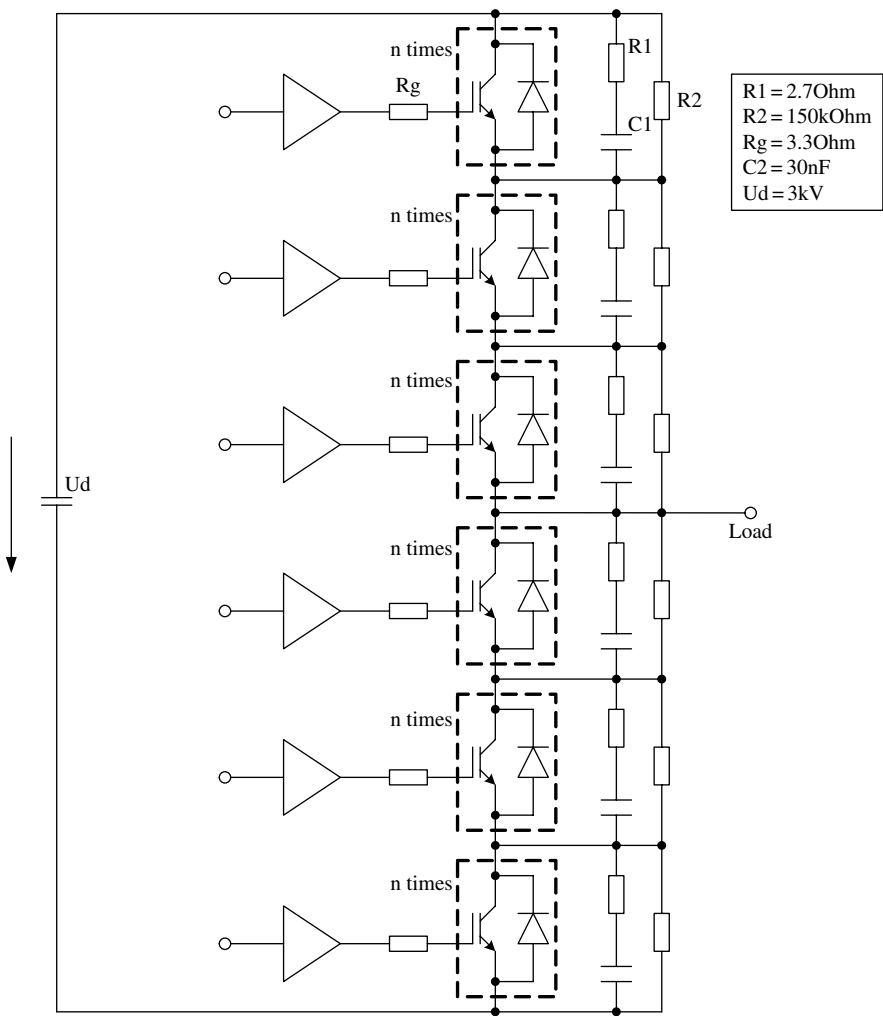 n times
R1
Rg
R2
C1
R1 = 2.7Ohm
R2 = 150kOhm
Rg = 3.3Ohm
C2 = 30nF
Ud = 3kV
n times
n times
Ud
Load
n times
n times
n times